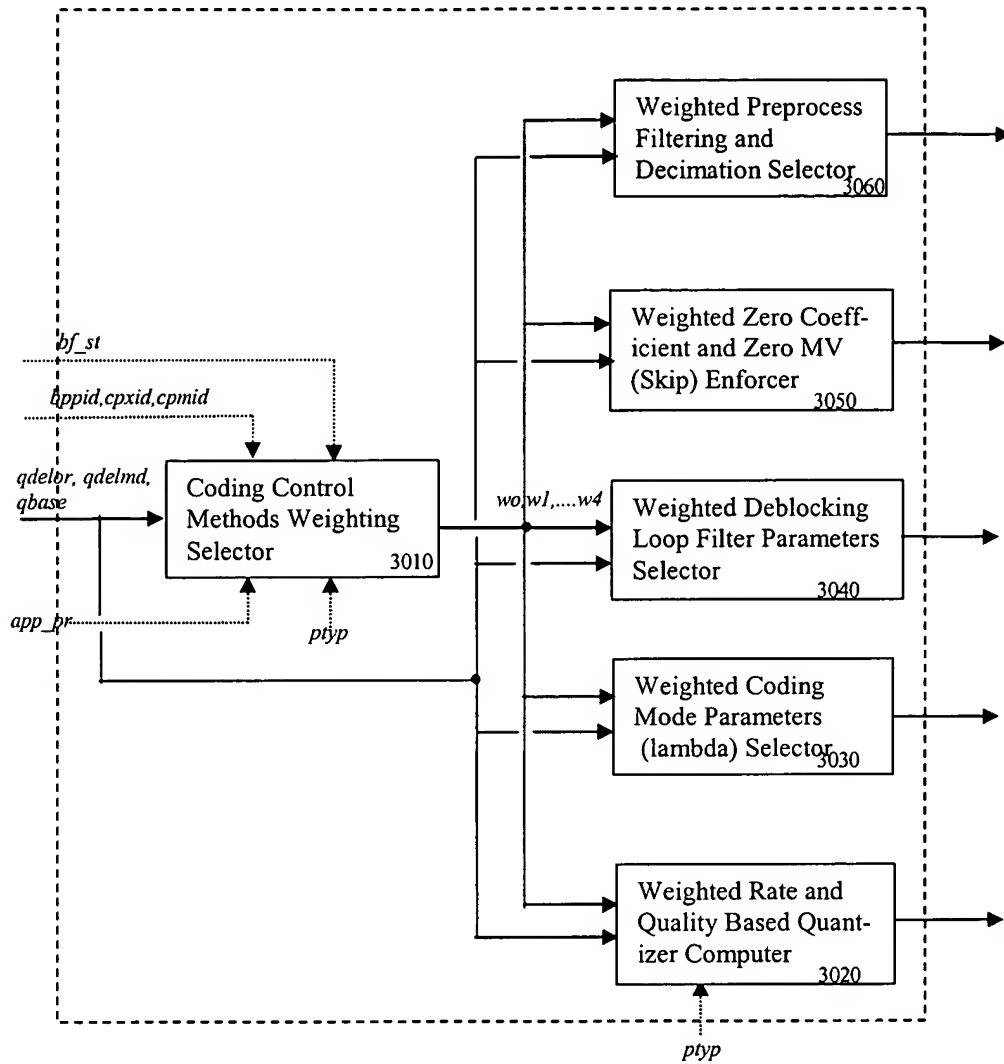 Weighted Preprocess
Filtering and
Decimation Selector
3060
Weighted Zero Coeff-
icient and Zero MV
(Skip) Enforcer
3050
bf_st
bppid,cpxid,cpmid
qdelor, qdelmd,
qbase
Coding Control
Methods Weighting
Selector
3010
wo,w1,....w4
Weighted Deblocking
Loop Filter Parameters
Selector
3040
app_pr
ptyp
Weighted Coding
Mode Parameters
(lambda) Selector
3030
Weighted Rate and
Quality Based Quant-
izer Computer
3020
ptyp